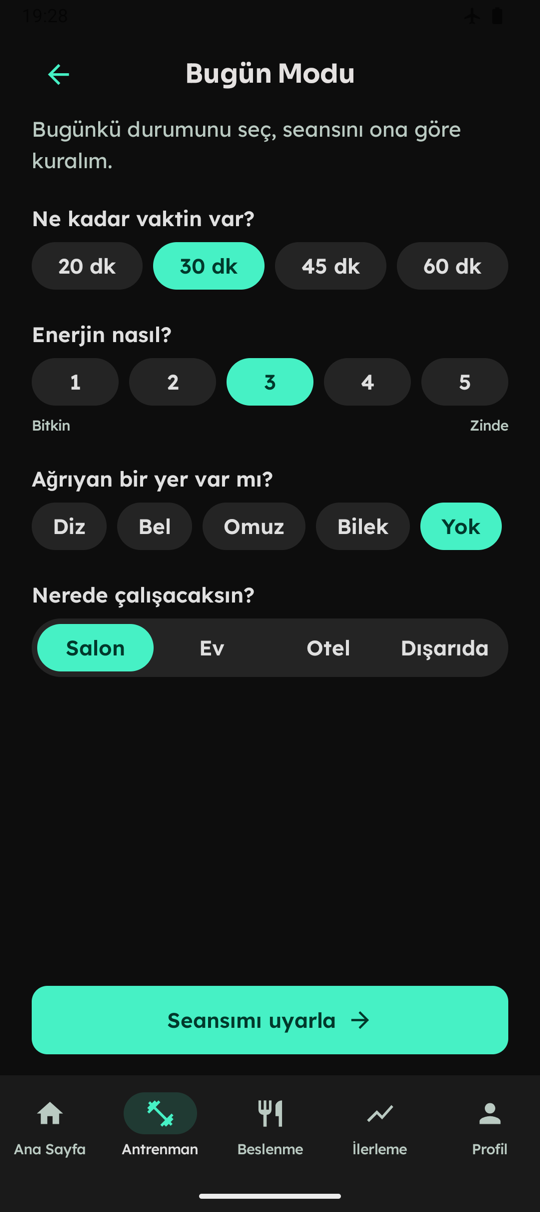 19:28
Bugün Modu
Bugünkü durumunu seç, seansını ona göre
kuralım.
Ne kadar vaktin var?
20 dk 30 dk 45 dk 60 dk
Enerjin nasıl?
1 2 3 4 5
Bitkin Zinde
Ağrıyan bir yer var mı?
Diz Bel Omuz Bilek Yok
Nerede çalışacaksın?
Salon Ev Otel Dışarıda
Seansımı uyarla
Ana Sayfa Antrenman Beslenme İlerleme Profil